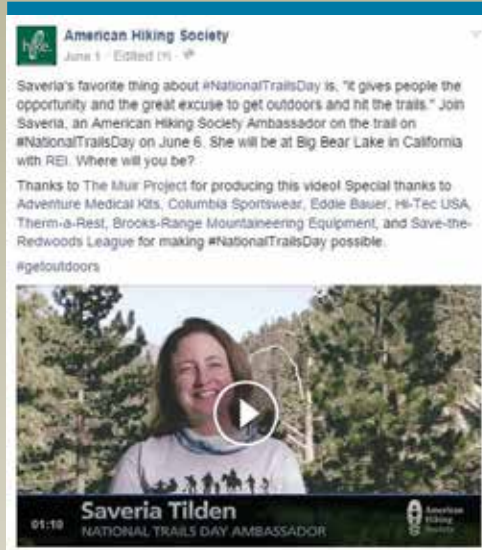 hike.
American Hiking Society
June 1 · Edited (?) ·
Saveria's favorite thing about #NationalTrailsDay is, "it gives people the
opportunity and the great excuse to get outdoors and hit the trails." Join
Saveria, an American Hiking Society Ambassador on the trail on
#NationalTrailsDay on June 6. She will be at Big Bear Lake in California
with REI. Where will you be?
Thanks to The Muir Project for producing this video! Special thanks to
Adventure Medical Kits, Columbia Sportswear, Eddie Bauer, Hi-Tec USA,
Therm-a-Rest, Brooks-Range Mountaineering Equipment, and Save-the-
Redwoods League for making #NationalTrailsDay possible.
#getoutdoors
01:10
Saveria Tilden
NATIONAL TRAILS DAY AMBASSADOR
American
Hiking
Society